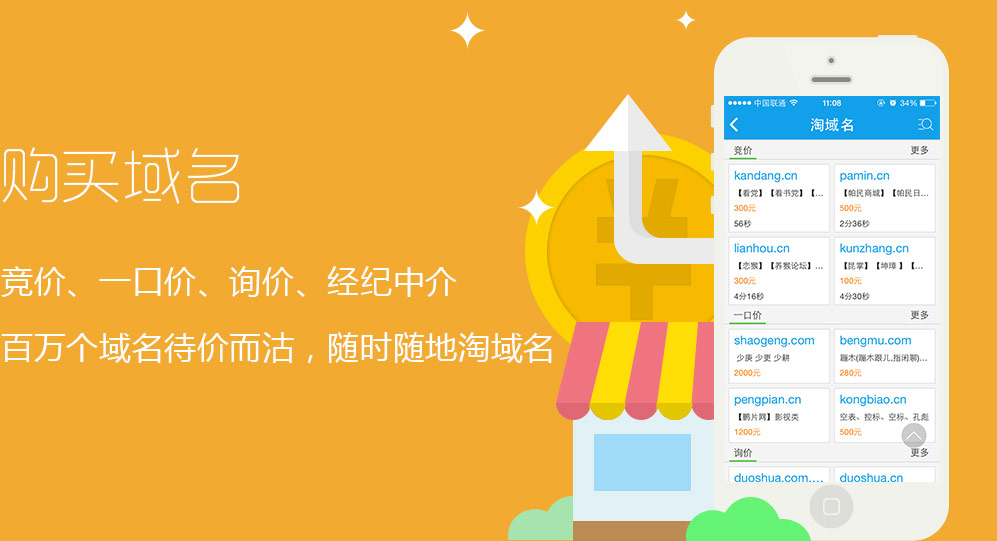 购买域名
竞价、一口价、询价、经纪中介
百万个域名待价而沽，随时随地淘域名
中国联通 11:08 34%
淘域名
竞价 更多
kandang.cn pamin.cn
【看党】【看书党】【... 【帕民商城】【帕民日...
300元 500元
56秒 2分36秒
lianhou.cn kunzhang.cn
【恋猴】【养猴论坛】... 【昆掌】【坤璋 】【...
300元 100元
4分16秒 4分30秒
一口价 更多
shaogeng.com bengmu.com
少庚 少更 少耕 蹦木(蹦木跟儿,指闲聊)...
2000元 280元
pengpian.cn kongbiao.cn
【鹏片网】影视类 空表、控标、空标、孔彪
1200元 500元
询价 更多
duoshua.com.... duoshua.cn